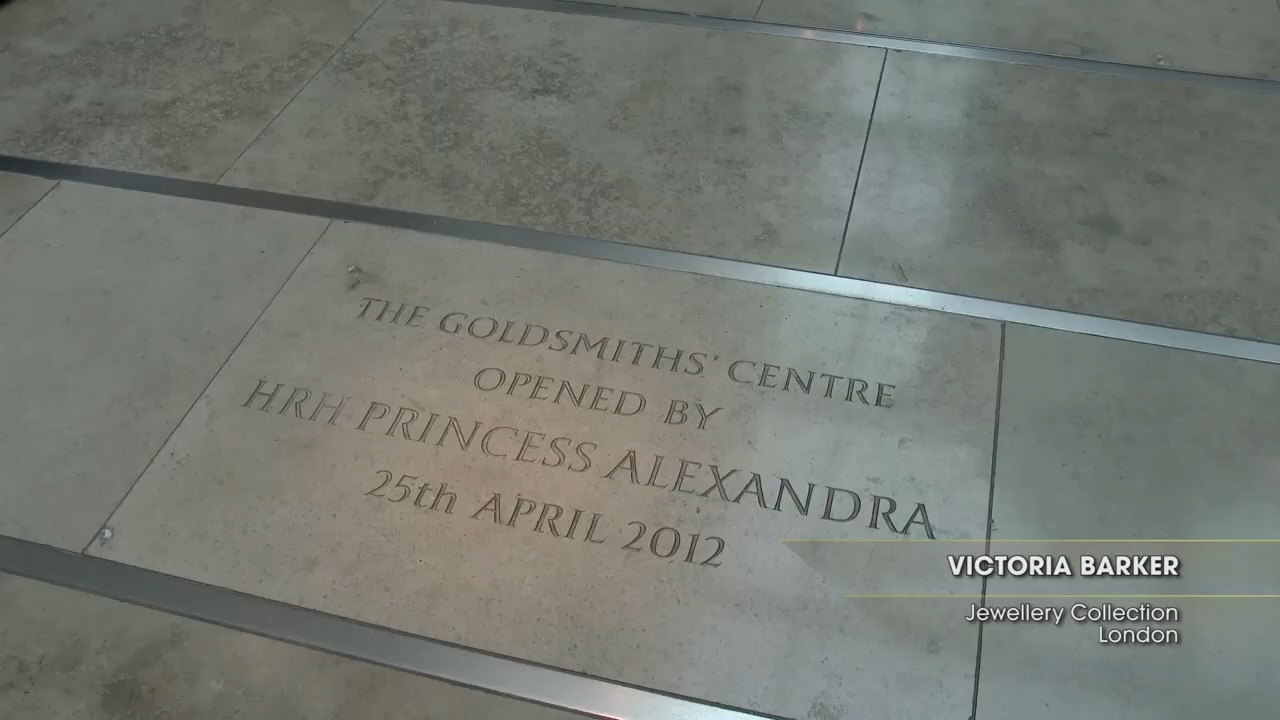 THE GOLDSMITHS' CENTRE
OPENED BY
HRH PRINCESS ALEXANDRA
25th APRIL 2012
VICTORIA BARKER
Jewellery Collection
London